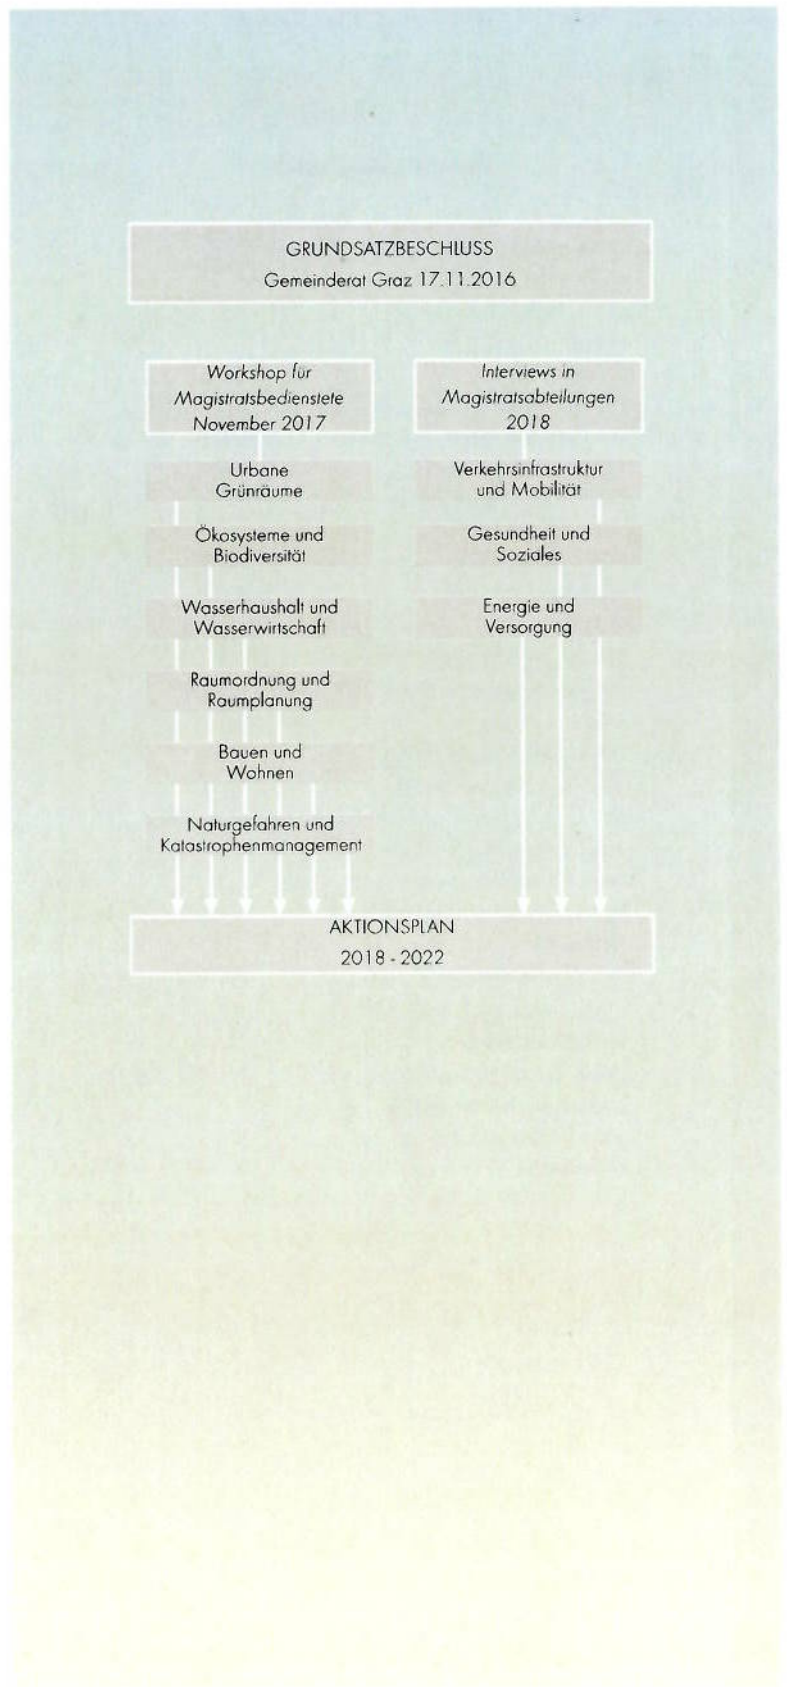 GRUNDSATZBESCHLUSS
Gemeinderat Graz 17.11.2016
Workshop für
Magistratsbedienstete
November 2017
Urbane
Grünräume
Ökosysteme und
Biodiversität
Wasserhaushalt und
Wasserwirtschaft
Raumordnung und
Raumplanung
Bauen und
Wohnen
Naturgefahren und
Katastrophenmanagement
Interviews in
Magistratsabteilungen
2018
Verkehrsinfrastruktur
und Mobilität
Gesundheit und
Soziales
Energie und
Versorgung
AKTIONSPLAN
2018 - 2022